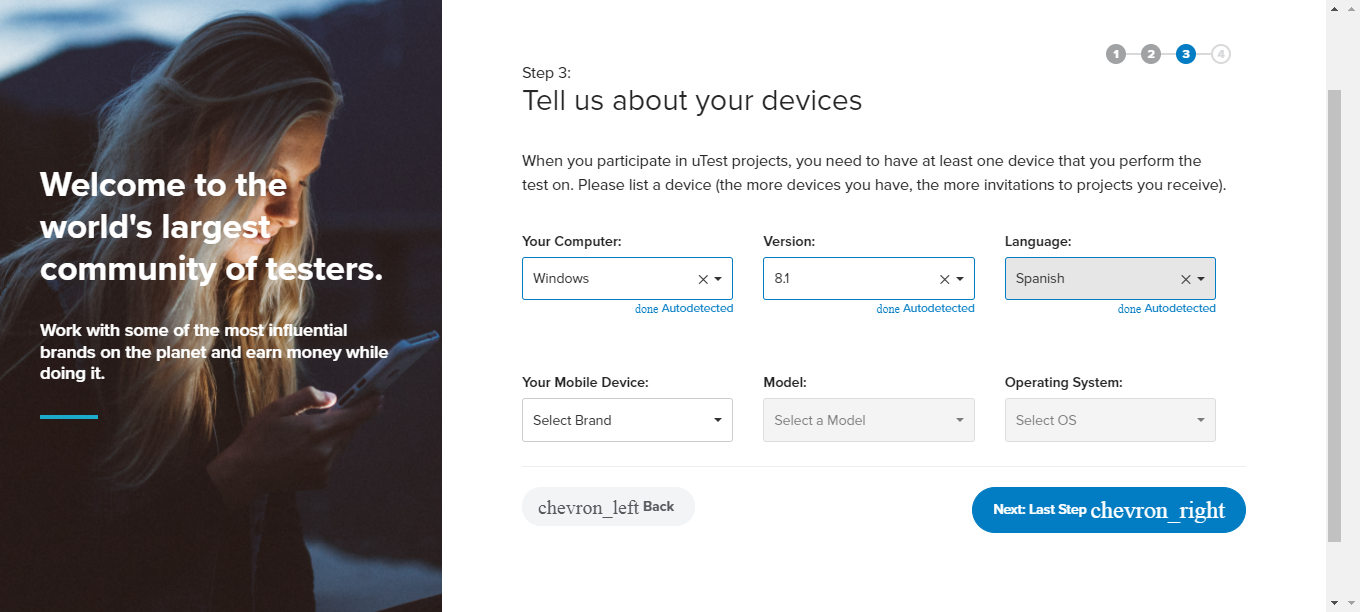 Welcome to the
world's largest
community of testers.
Work with some of the most influential
brands on the planet and earn money while
doing it.
1 2 3 4
Step 3:
Tell us about your devices
When you participate in uTest projects, you need to have at least one device that you perform the
test on. Please list a device (the more devices you have, the more invitations to projects you receive).
Your Computer: Version: Language:
Windows 8.1 Spanish
done Autodetected done Autodetected done Autodetected
Your Mobile Device: Model: Operating System:
Select Brand Select a Model Select OS
chevron_left Back Next: Last Step chevron_right